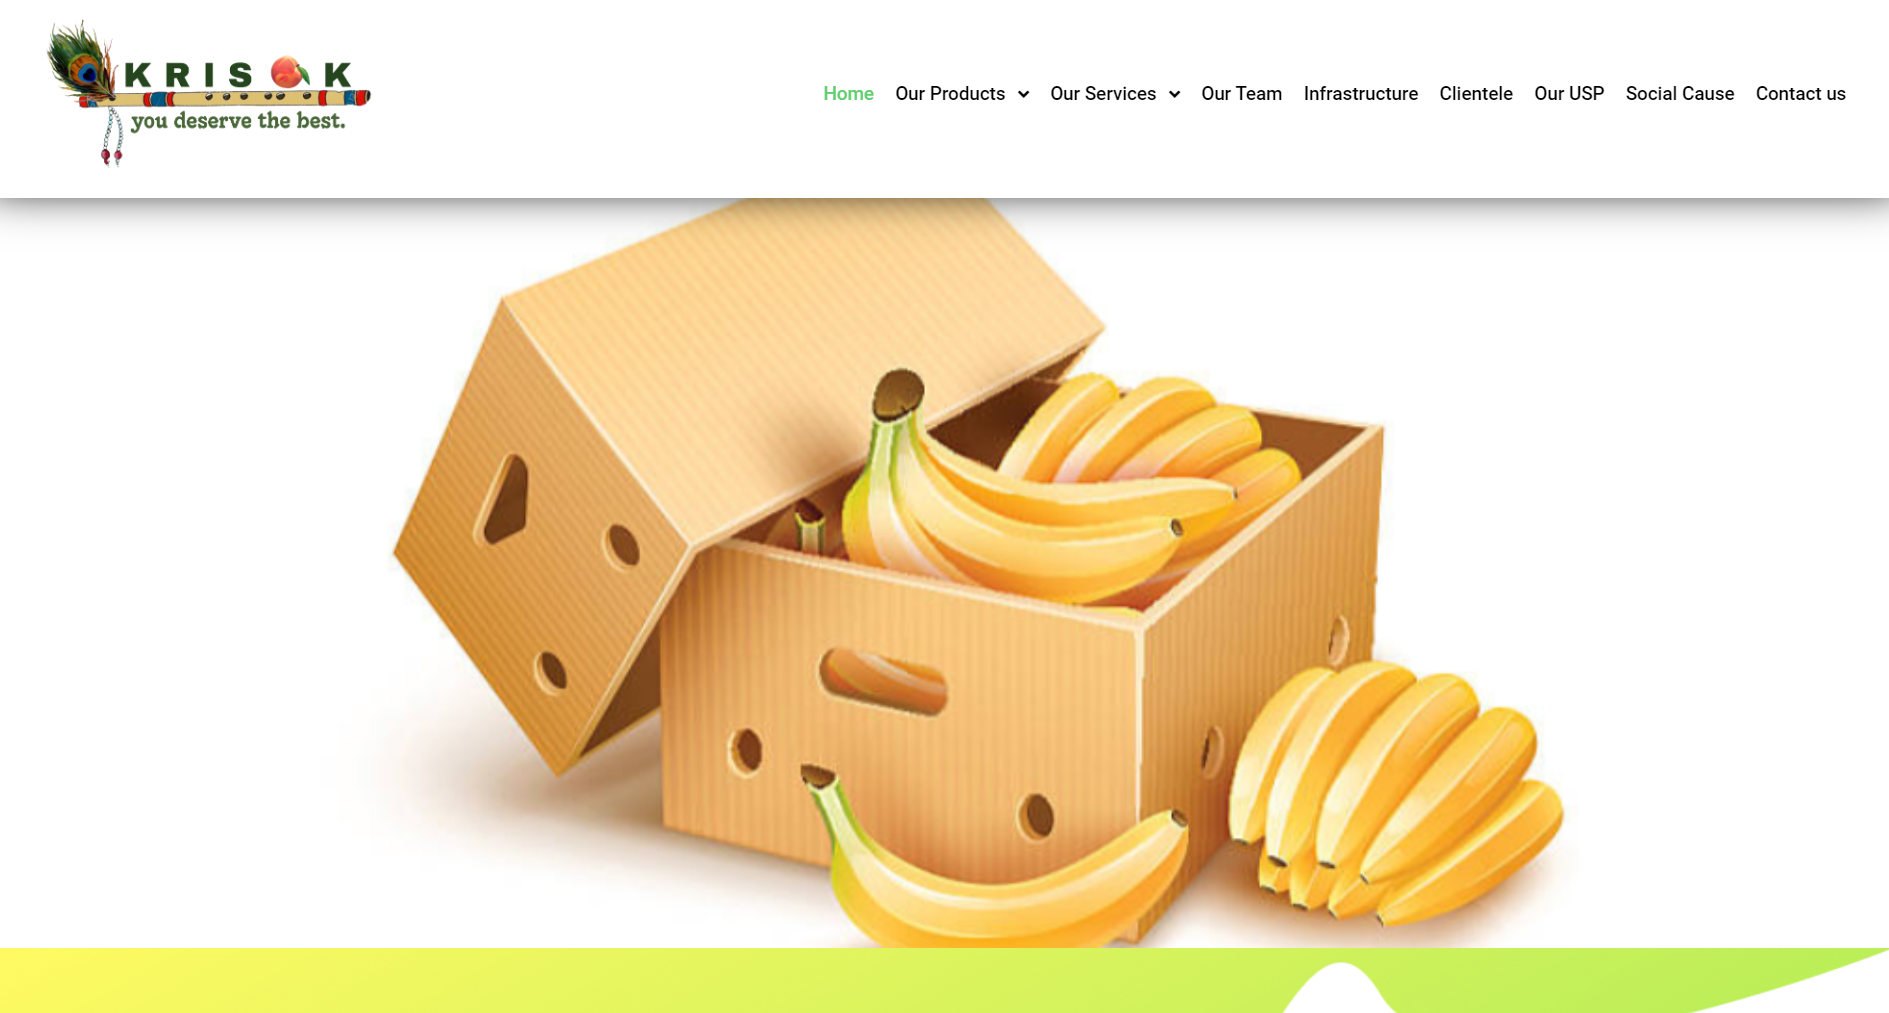 KRISOK
you deserve the best.
Home Our Products Our Services Our Team Infrastructure Clientele Our USP Social Cause Contact us